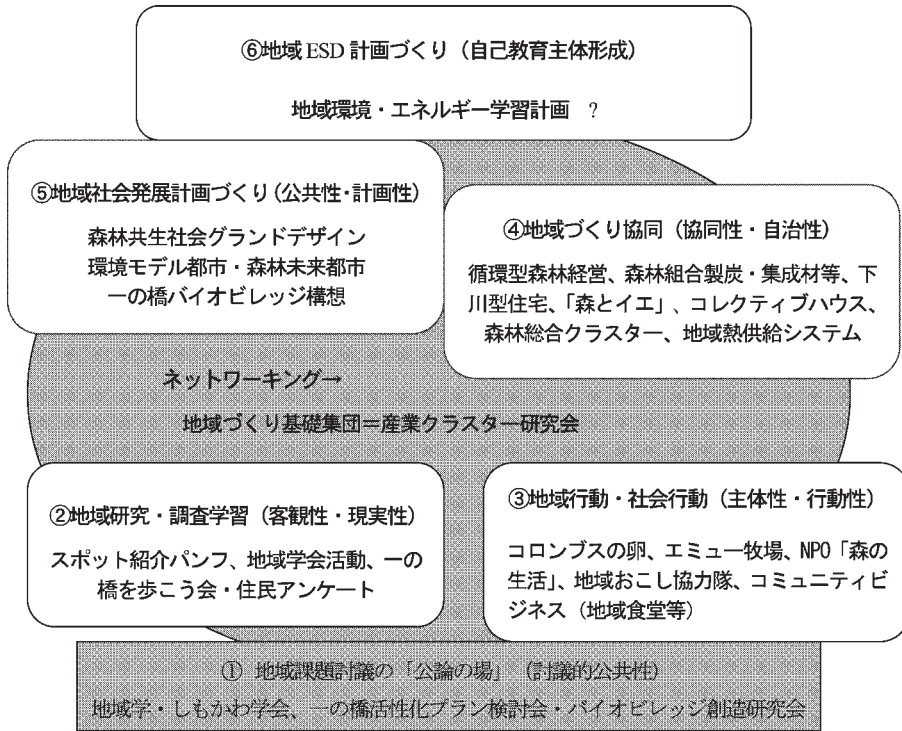 ⑥地域 ESD 計画づくり（自己教育主体形成）
地域環境・エネルギー学習計画　?
⑤地域社会発展計画づくり（公共性・計画性）
森林共生社会グランドデザイン
環境モデル都市・森林未来都市
一の橋バイオビレッジ構想
④地域づくり協同（協同性・自治性）
循環型森林経営、森林組合製炭・集成材等、下
川型住宅、「森とイエ」、コレクティブハウス、
森林総合クラスター、地域熱供給システム
ネットワーキング→
地域づくり基礎集団＝産業クラスター研究会
②地域研究・調査学習（客観性・現実性）
スポット紹介パンフ、地域学会活動、一の
橋を歩こう会・住民アンケート
③地域行動・社会行動（主体性・行動性）
コロンブスの卵、エミュー牧場、NPO「森の
生活」、地域おこし協力隊、コミュニティビ
ジネス（地域食堂等）
① 地域課題討議の「公論の場」（討議的公共性）
地域学・しもかわ学会、一の橋活性化プラン検討会・バイオビレッジ創造研究会